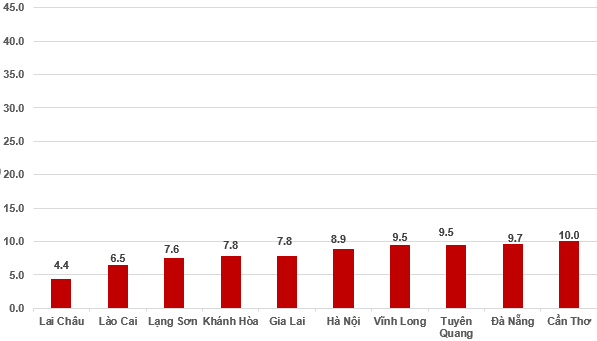 45.0
40.0
35.0
30.0
25.0
20.0
15.0
10.0
5.0
0.0
4.4
6.5
7.6
7.8
7.8
8.9
9.5
9.5
9.7
10.0
Lai Châu
Lào Cai
Lạng Sơn
Khánh Hòa
Gia Lai
Hà Nội
Vĩnh Long
Tuyên
Quang
Đà Nẵng
Cần Thơ